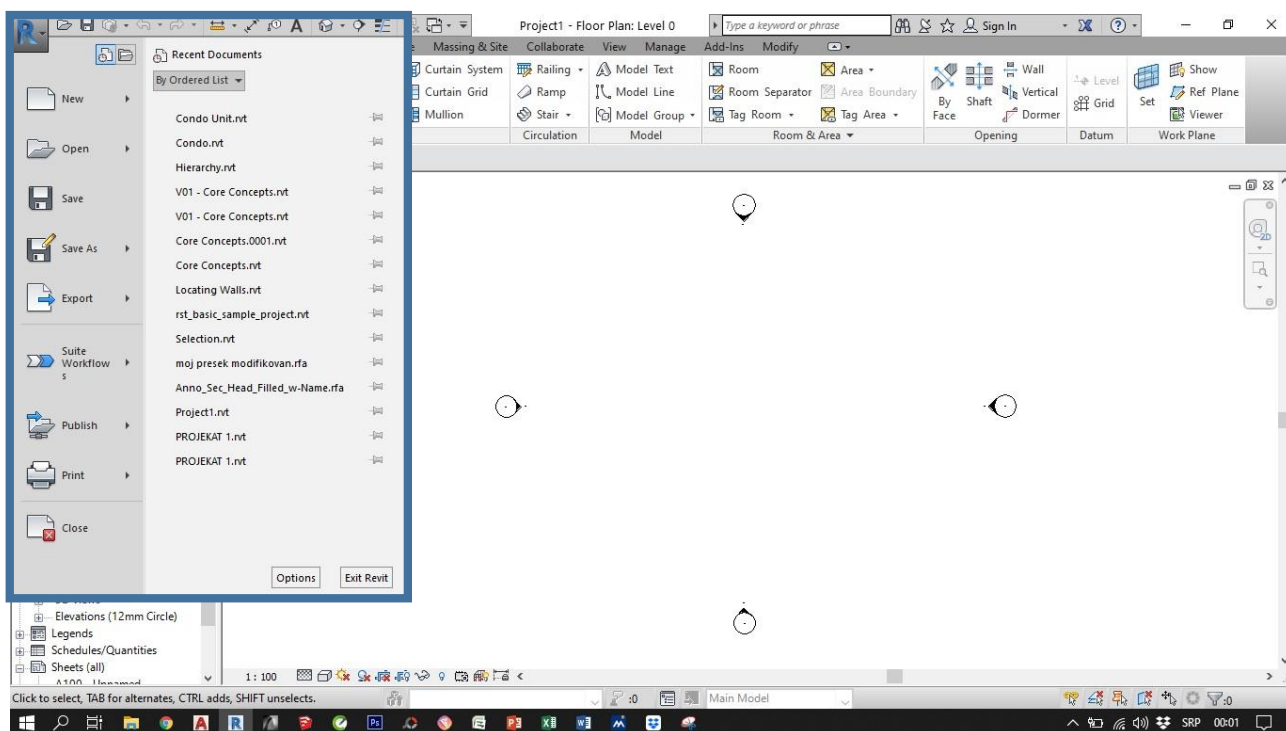 Project1 - Floor Plan: Level 0
Type a keyword or phrase
Sign In
Massing & Site Collaborate View Manage Add-Ins Modify
Recent Documents
By Ordered List
New
Open
Save
Save As
Export
Suite
Workflow
s
Publish
Print
Close
Condo Unit.rvt
Condo.rvt
Hierarchy.rvt
V01 - Core Concepts.rvt
V01 - Core Concepts.rvt
Core Concepts.0001.rvt
Core Concepts.rvt
Locating Walls.rvt
rst_basic_sample_project.rvt
Selection.rvt
moj presek modifikovan.rfa
Anno_Sec_Head_Filled_w-Name.rfa
Project1.rvt
PROJEKAT 1.rvt
PROJEKAT 1.rvt
Options Exit Revit
Curtain System
Curtain Grid
Mullion
Railing
Ramp
Stair
Circulation
Model Text
Model Line
Model Group
Model
Room
Room Separator
Tag Room
Area
Area Boundary
Tag Area
Room & Area
By
Face
Shaft
Wall
Vertical
Dormer
Opening
Level
Grid
Datum
Set
Show
Ref Plane
Viewer
Work Plane
2D
Elevations (12mm Circle)
Legends
Schedules/Quantities
Sheets (all)
A100 - Unnamed
1 : 100
Click to select, TAB for alternates, CTRL adds, SHIFT unselects.
:0
Main Model
:0
SRP 00:01